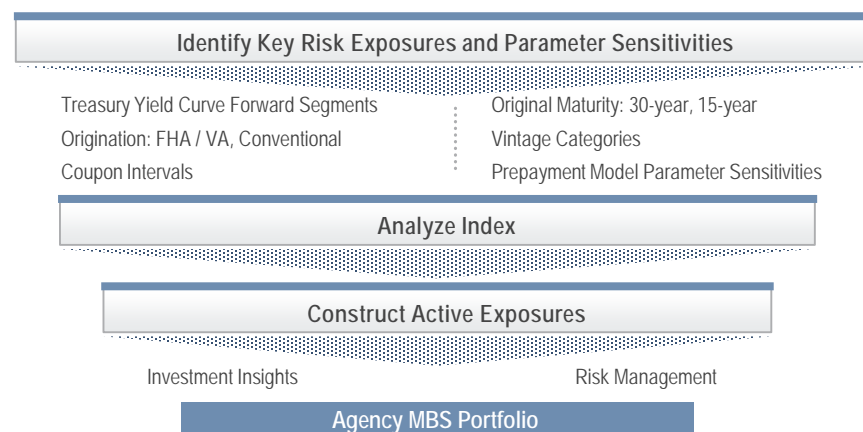 Identify Key Risk Exposures and Parameter Sensitivities
Treasury Yield Curve Forward Segments
Origination: FHA / VA, Conventional
Coupon Intervals
Original Maturity: 30-year, 15-year
Vintage Categories
Prepayment Model Parameter Sensitivities
Analyze Index
Construct Active Exposures
Investment Insights
Risk Management
Agency MBS Portfolio